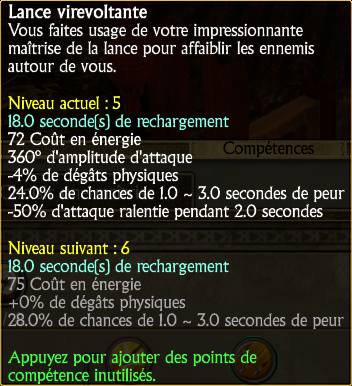 Lance virevoltante
Vous faites usage de votre impressionnante
maîtrise de la lance pour affaiblir les ennemis
autour de vous.
Niveau actuel : 5
18.0 seconde(s) de rechargement
72 Coût en énergie
360° d'amplitude d'attaque
Compétences
-4% de dégâts physiques
24.0% de chances de 1.0 ~ 3.0 secondes de peur
-50% d'attaque ralentie pendant 2.0 secondes
Niveau suivant : 6
18.0 seconde(s) de rechargement
75 Coût en énergie
+0% de dégâts physiques
28.0% de chances de 1.0 ~ 3.0 secondes de peur
Appuyez pour ajouter des points de
compétence inutilisés.